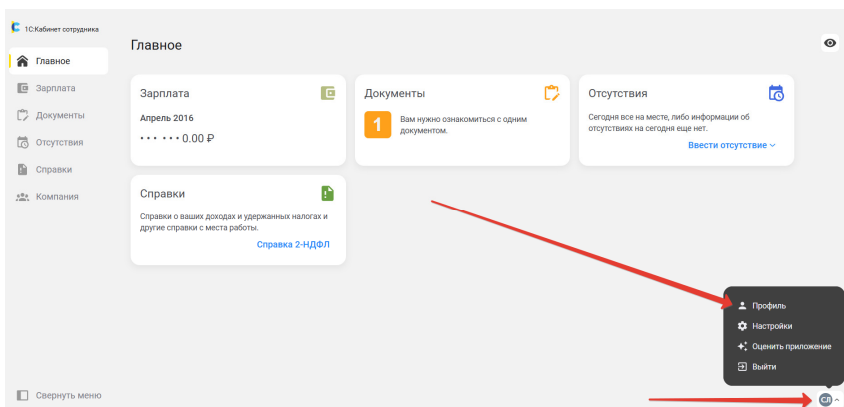 1С:Кабинет сотрудника
Главное
Зарплата
Документы
Отсутствия
Справки
Компания
Свернуть меню
Главное
Зарплата
Апрель 2016
• • • • • • 0.00 ₽
Документы
1
Вам нужно ознакомиться с одним
документом.
Отсутствия
Сегодня все на месте, либо информации об
отсутствиях на сегодня еще нет.
Ввести отсутствие
Справки
Справки о ваших доходах и удержанных налогах и
другие справки с места работы.
Справка 2-НДФЛ
Профиль
Настройки
Оценить приложение
Выйти
СЛ